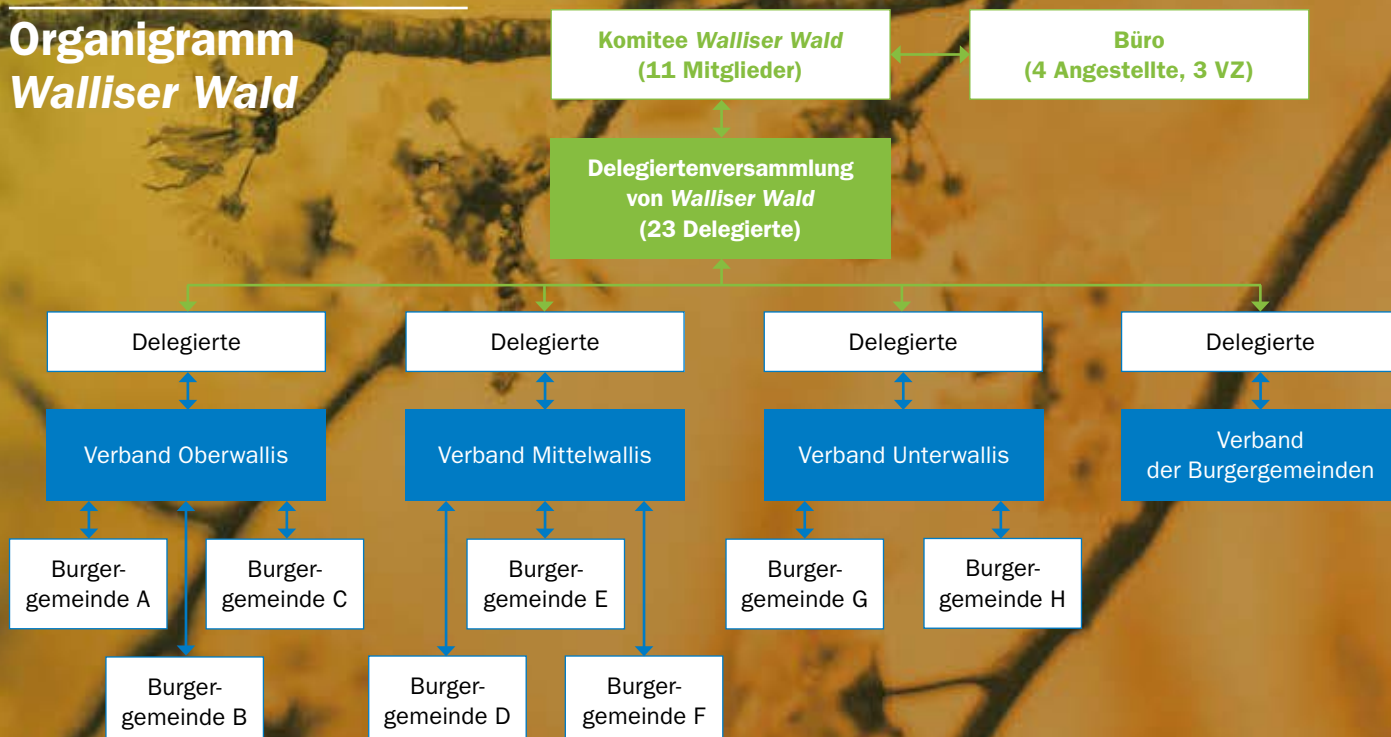 Organigramm
Walliser Wald
Komitee Walliser Wald
(11 Mitglieder)
Büro
(4 Angestellte, 3 VZ)
Delegiertenversammlung
von Walliser Wald
(23 Delegierte)
Delegierte
Delegierte
Delegierte
Delegierte
Verband Oberwallis
Verband Mittelwallis
Verband Unterwallis
Verband
der Burgergemeinden
Burger-
gemeinde A
Burger-
gemeinde C
Burger-
gemeinde E
Burger-
gemeinde G
Burger-
gemeinde H
Burger-
gemeinde B
Burger-
gemeinde D
Burger-
gemeinde F